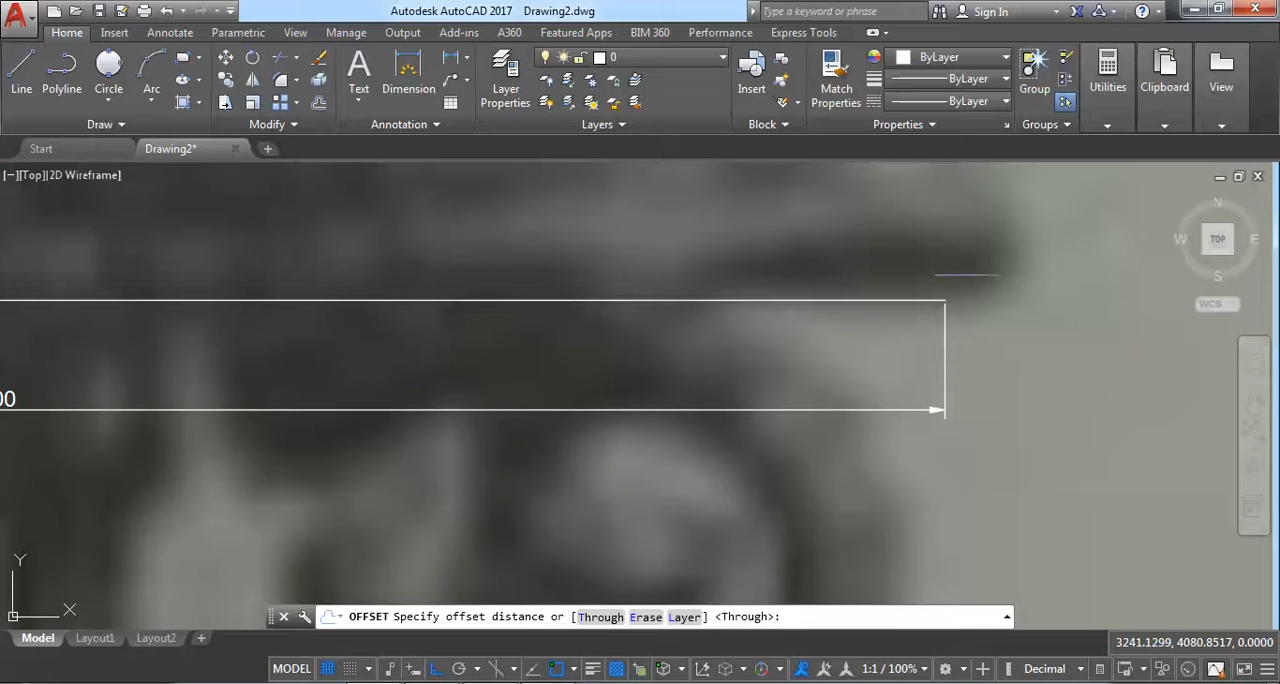 Autodesk AutoCAD 2017 Drawing2.dwg
Type a keyword or phrase
Sign In
Home Insert Annotate Parametric View Manage Output Add-ins A360 Featured Apps BIM 360 Performance Express Tools
0
ByLayer
ByLayer
ByLayer
Line Polyline Circle Arc
Text Dimension
Layer Properties
Insert
Match Properties
Group
Utilities Clipboard View
Draw Modify Annotation Layers Block Properties Groups
Start Drawing2*
[−][Top][2D Wireframe]
N
W TOP E
S
WCS
00
Y
X
OFFSET Specify offset distance or [Through Erase Layer] <Through>:
Model Layout1 Layout2
3241.1299, 4080.8517, 0.0000
MODEL 1:1 / 100% Decimal